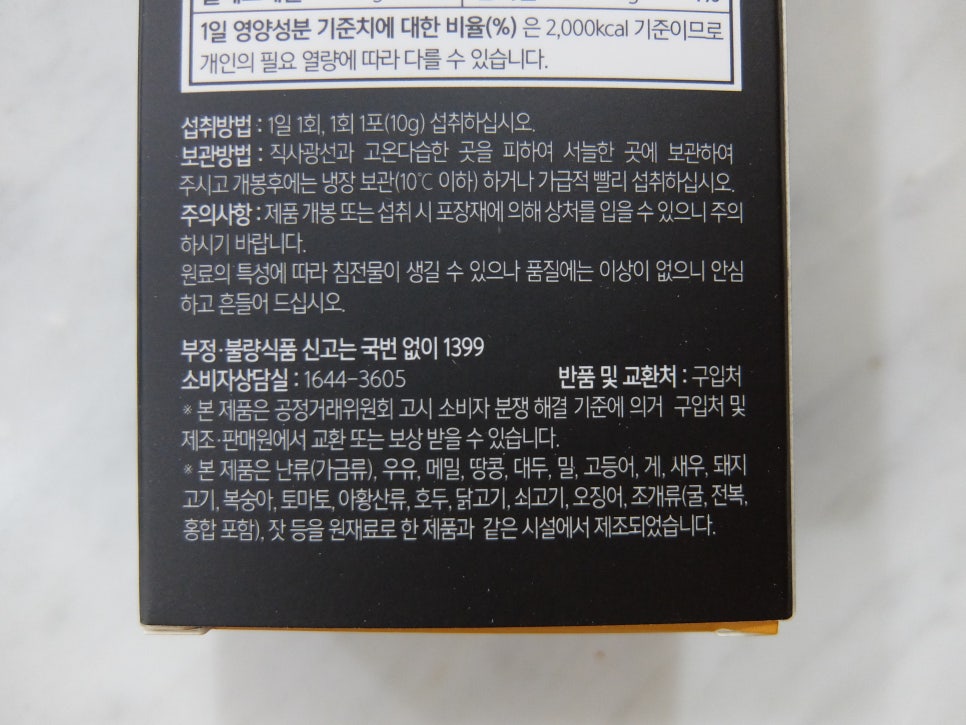 1일 영양성분 기준치에 대한 비율(%) 은 2,000kcal 기준이므로
개인의 필요 열량에 따라 다를 수 있습니다.
섭취방법 : 1일 1회, 1회 1포(10g) 섭취하십시오.
보관방법 : 직사광선과 고온다습한 곳을 피하여 서늘한 곳에 보관하여
주시고 개봉후에는 냉장 보관(10℃ 이하) 하거나 가급적 빨리 섭취하십시오.
주의사항 : 제품 개봉 또는 섭취 시 포장재에 의해 상처를 입을 수 있으니 주의
하시기 바랍니다.
원료의 특성에 따라 침전물이 생길 수 있으나 품질에는 이상이 없으니 안심
하고 흔들어 드십시오.
부정·불량식품 신고는 국번 없이 1399
소비자상담실 : 1644-3605 반품 및 교환처 : 구입처
※ 본 제품은 공정거래위원회 고시 소비자 분쟁 해결 기준에 의거 구입처 및
제조·판매원에서 교환 또는 보상 받을 수 있습니다.
※ 본 제품은 난류(가금류), 우유, 메밀, 땅콩, 대두, 밀, 고등어, 게, 새우, 돼지
고기, 복숭아, 토마토, 아황산류, 호두, 닭고기, 쇠고기, 오징어, 조개류(굴, 전복,
홍합 포함), 잣 등을 원재료로 한 제품과 같은 시설에서 제조되었습니다.